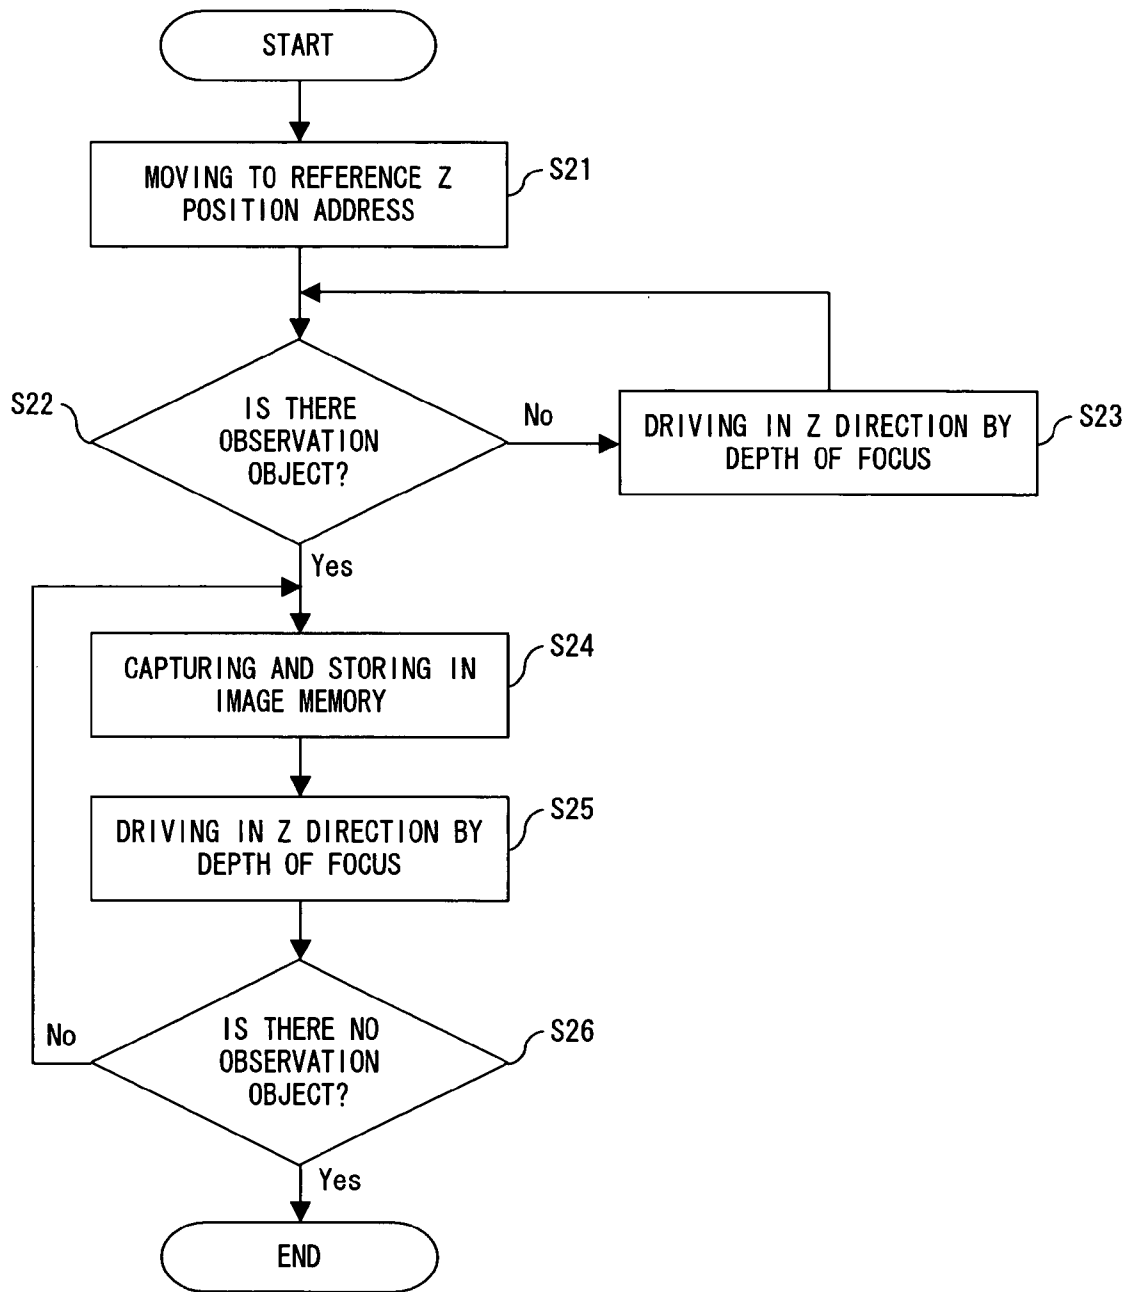 START
MOVING TO REFERENCE Z
POSITION ADDRESS
S21
S22
IS THERE
OBSERVATION
OBJECT?
No
DRIVING IN Z DIRECTION BY
DEPTH OF FOCUS
S23
Yes
CAPTURING AND STORING IN
IMAGE MEMORY
S24
DRIVING IN Z DIRECTION BY
DEPTH OF FOCUS
S25
IS THERE NO
OBSERVATION
OBJECT?
S26
No
Yes
END